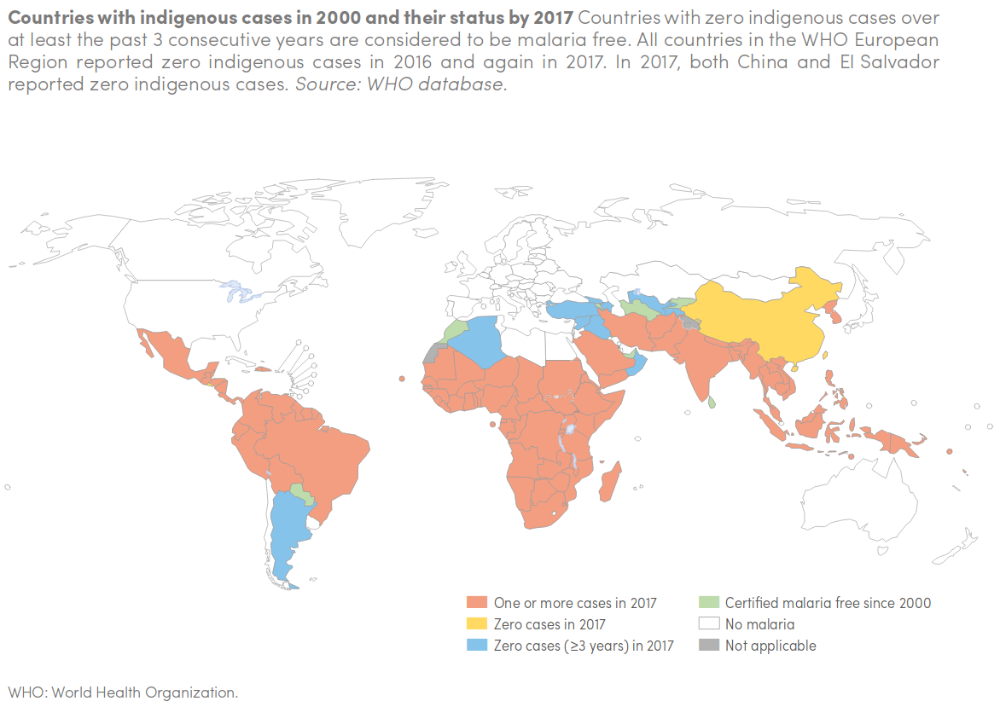 Countries with indigenous cases in 2000 and their status by 2017 Countries with zero indigenous cases over
at least the past 3 consecutive years are considered to be malaria free. All countries in the WHO European
Region reported zero indigenous cases in 2016 and again in 2017. In 2017, both China and El Salvador
reported zero indigenous cases. Source: WHO database.
One or more cases in 2017
Zero cases in 2017
Zero cases (≥3 years) in 2017
Certified malaria free since 2000
No malaria
Not applicable
WHO: World Health Organization.